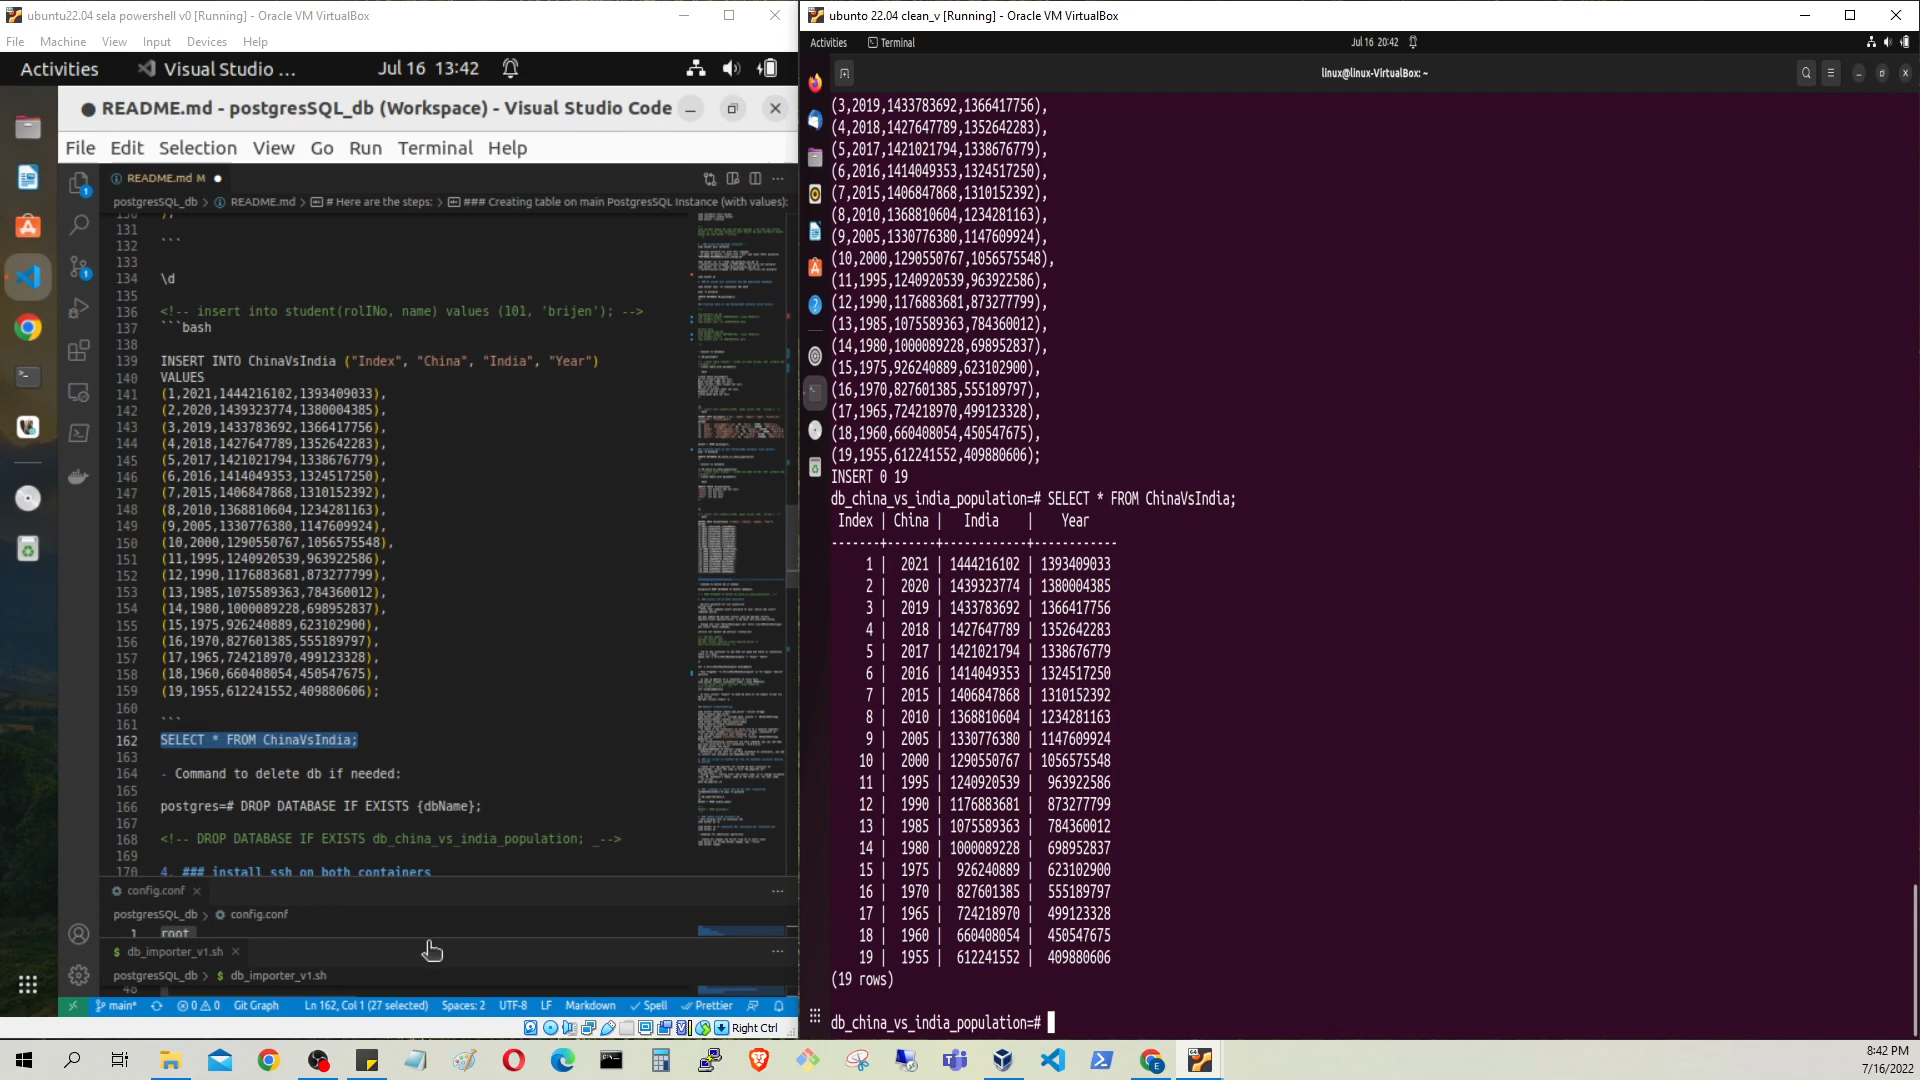 ubuntu22.04 sela powershell v0 [Running] - Oracle VM VirtualBox
File Machine View Input Devices Help
Activities Visual Studio ... Jul 16 13:42
README.md - postgresSQL_db (Workspace) - Visual Studio Code
File Edit Selection View Go Run Terminal Help
README.md M
postgresSQL_db > README.md > # Here are the steps: > ### Creating table on main PostgreSQL Instance (with values):
131
132 ```
133
134 \d
135
136 <!-- insert into student(rolINo, name) values (101, 'brijen'); -->
137 ```bash
138
139 INSERT INTO ChinaVsIndia ("Index", "China", "India", "Year")
140 VALUES
141 (1,2021,1444216102,1393409033),
142 (2,2020,1439323774,1380004385),
143 (3,2019,1433783692,1366417756),
144 (4,2018,1427647789,1352642283),
145 (5,2017,1421021794,1338676779),
146 (6,2016,1414049353,1324517250),
147 (7,2015,1406847868,1310152392),
148 (8,2010,1368810604,1234281163),
149 (9,2005,1330776380,1147609924),
150 (10,2000,1290550767,1056575548),
151 (11,1995,1240920539,963922586),
152 (12,1990,1176883681,873277799),
153 (13,1985,1075589363,784360012),
154 (14,1980,1000089228,698952837),
155 (15,1975,926240889,623102900),
156 (16,1970,827601385,555189797),
157 (17,1965,724218970,499123328),
158 (18,1960,660408054,450547675),
159 (19,1955,612241552,409880606);
160
161 ```
162 SELECT * FROM ChinaVsIndia;
163
164 - Command to delete db if needed:
165
166 postgres=# DROP DATABASE IF EXISTS {dbName};
167
168 <!-- DROP DATABASE IF EXISTS db_china_vs_india_population; _-->
169
170 4. ### install ssh on both containers
config.conf
postgresSQL_db > config.conf
1 root
db_importer_v1.sh
postgresSQL_db > $ db_importer_v1.sh
48
main* 0 0 Git Graph Ln 162, Col 1 (27 selected) Spaces: 2 UTF-8 LF Markdown Spell Prettier
Right Ctrl
ubunto 22.04 clean_v [Running] - Oracle VM VirtualBox
Activities Terminal Jul 16 20:42
linux@linux-VirtualBox: ~
(3,2019,1433783692,1366417756),
(4,2018,1427647789,1352642283),
(5,2017,1421021794,1338676779),
(6,2016,1414049353,1324517250),
(7,2015,1406847868,1310152392),
(8,2010,1368810604,1234281163),
(9,2005,1330776380,1147609924),
(10,2000,1290550767,1056575548),
(11,1995,1240920539,963922586),
(12,1990,1176883681,873277799),
(13,1985,1075589363,784360012),
(14,1980,1000089228,698952837),
(15,1975,926240889,623102900),
(16,1970,827601385,555189797),
(17,1965,724218970,499123328),
(18,1960,660408054,450547675),
(19,1955,612241552,409880606);
INSERT 0 19
db_china_vs_india_population=# SELECT * FROM ChinaVsIndia;
Index | China | India | Year
-------+-------+------------+------------
1 | 2021 | 1444216102 | 1393409033
2 | 2020 | 1439323774 | 1380004385
3 | 2019 | 1433783692 | 1366417756
4 | 2018 | 1427647789 | 1352642283
5 | 2017 | 1421021794 | 1338676779
6 | 2016 | 1414049353 | 1324517250
7 | 2015 | 1406847868 | 1310152392
8 | 2010 | 1368810604 | 1234281163
9 | 2005 | 1330776380 | 1147609924
10 | 2000 | 1290550767 | 1056575548
11 | 1995 | 1240920539 | 963922586
12 | 1990 | 1176883681 | 873277799
13 | 1985 | 1075589363 | 784360012
14 | 1980 | 1000089228 | 698952837
15 | 1975 | 926240889 | 623102900
16 | 1970 | 827601385 | 555189797
17 | 1965 | 724218970 | 499123328
18 | 1960 | 660408054 | 450547675
19 | 1955 | 612241552 | 409880606
(19 rows)
db_china_vs_india_population=#
8:42 PM
7/16/2022